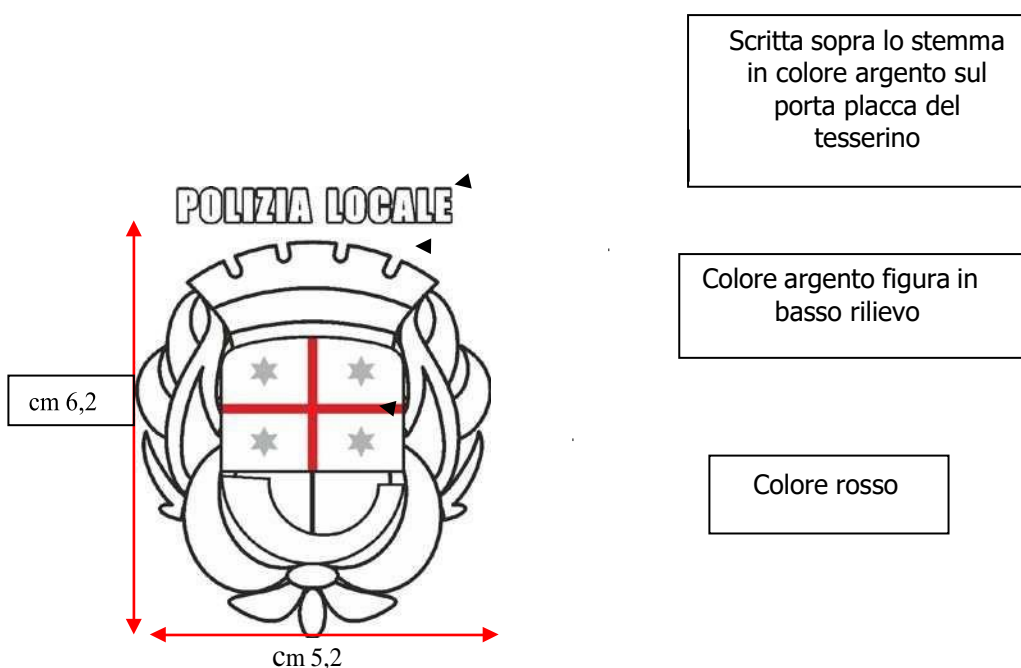 Scritta sopra lo stemma
in colore argento sul
porta placca del
tesserino
POLIZIA LOCALE
Colore argento figura in
basso rilievo
cm 6,2
Colore rosso
cm 5,2